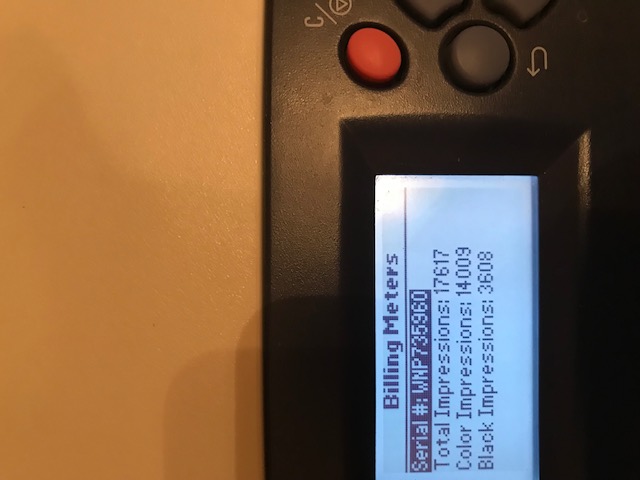 Billing Meters
Serial #: WNP735960
Total Impressions: 17617
Color Impressions: 14009
Black Impressions: 3608
C/